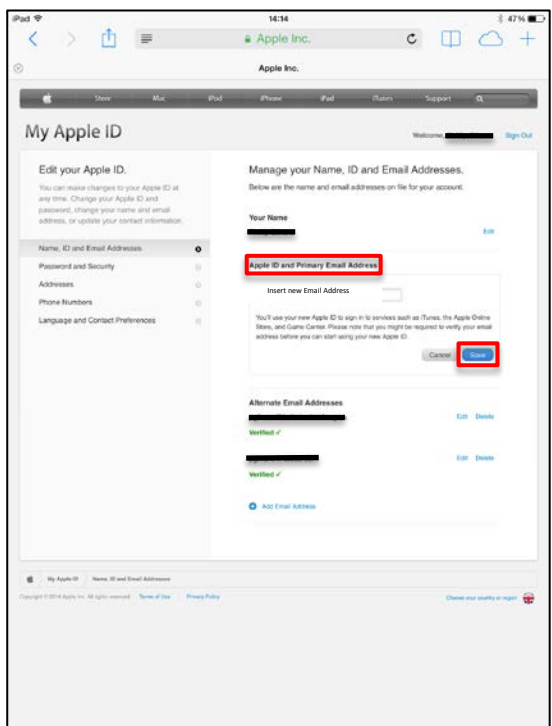 iPad 14:14 47%
Apple Inc.
Apple Inc.
Store Mac iPod iPhone iPad iTunes Support
My Apple ID
Welcome, Sign Out
Edit your Apple ID.
You can make changes to your Apple ID at
any time. Change your Apple ID and
password, change your name and email
address, or update your contact information.
Name, ID and Email Addresses
Password and Security
Addresses
Phone Numbers
Language and Contact Preferences
Manage your Name, ID and Email Addresses.
Below are the name and email addresses on file for your account.
Your Name
Edit
Apple ID and Primary Email Address
Insert new Email Address
You'll use your new Apple ID to sign in to services such as iTunes, the Apple Online
Store, and Game Center. Please note that you might be required to verify your email
address before you can start using your new Apple ID.
Cancel Save
Alternate Email Addresses
Edit Delete
Verified ✓
Edit Delete
Verified ✓
Add Email Address
My Apple ID Name, ID and Email Addresses
Copyright © 2014 Apple Inc. All rights reserved. Terms of Use Privacy Policy Choose your country or region